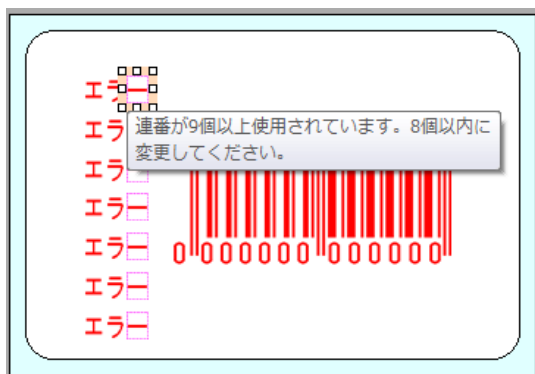 エラー
連番が9個以上使用されています。8個以内に
変更してください。
エラ
エラ
エラー
エラー
0 000000 000000
エラー
エラー